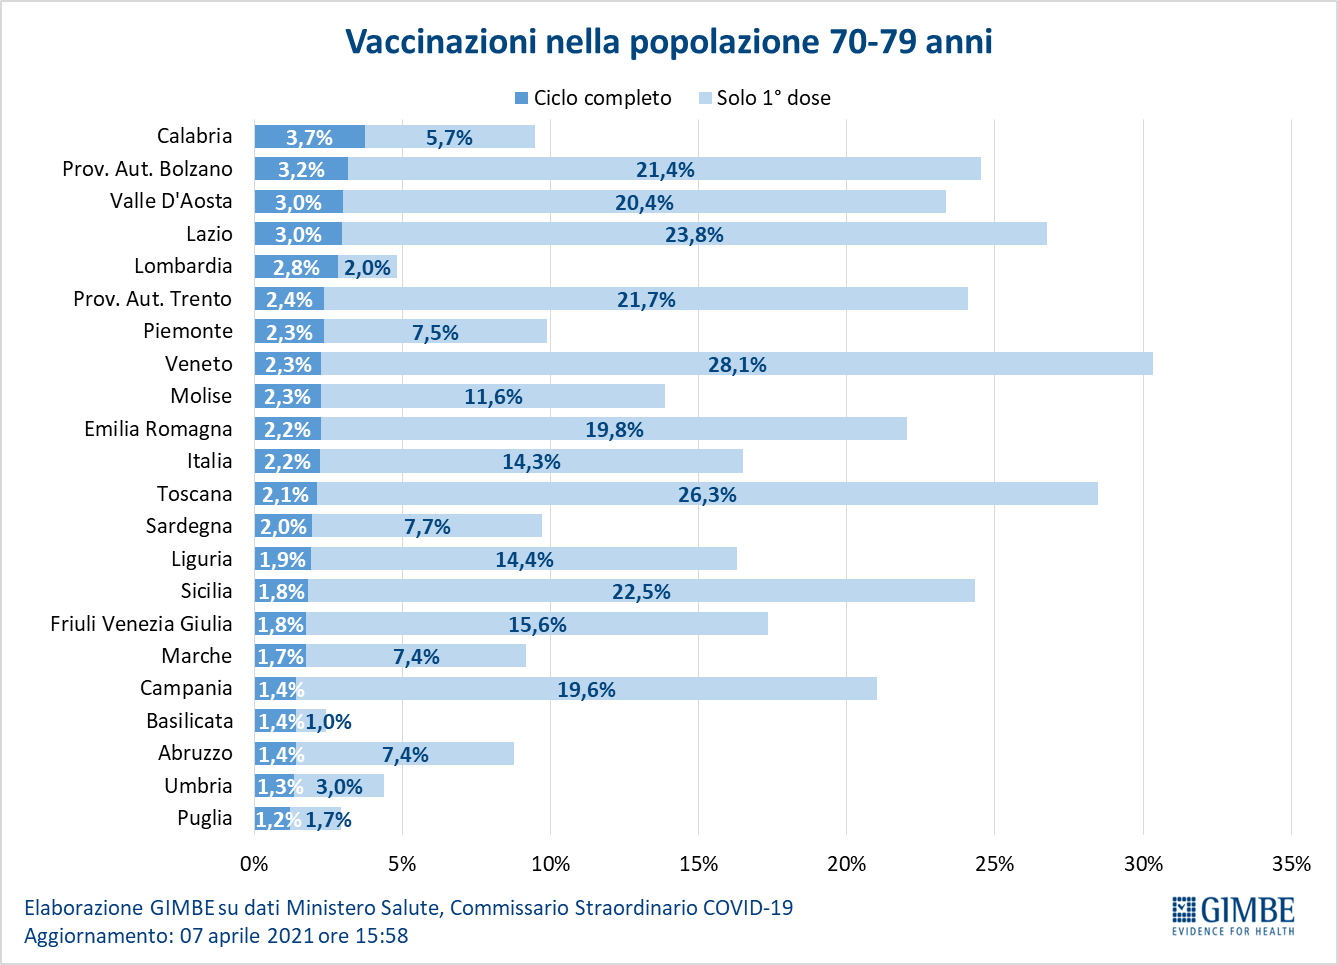 Vaccinazioni nella popolazione 70-79 anni
Ciclo completo Solo 1° dose
Calabria 3,7% 5,7%
Prov. Aut. Bolzano 3,2% 21,4%
Valle D'Aosta 3,0% 20,4%
Lazio 3,0% 23,8%
Lombardia 2,8% 2,0%
Prov. Aut. Trento 2,4% 21,7%
Piemonte 2,3% 7,5%
Veneto 2,3% 28,1%
Molise 2,3% 11,6%
Emilia Romagna 2,2% 19,8%
Italia 2,2% 14,3%
Toscana 2,1% 26,3%
Sardegna 2,0% 7,7%
Liguria 1,9% 14,4%
Sicilia 1,8% 22,5%
Friuli Venezia Giulia 1,8% 15,6%
Marche 1,7% 7,4%
Campania 1,4% 19,6%
Basilicata 1,4% 1,0%
Abruzzo 1,4% 7,4%
Umbria 1,3% 3,0%
Puglia 1,2% 1,7%
0% 5% 10% 15% 20% 25% 30% 35%
Elaborazione GIMBE su dati Ministero Salute, Commissario Straordinario COVID-19
Aggiornamento: 07 aprile 2021 ore 15:58
GIMBE
EVIDENCE FOR HEALTH